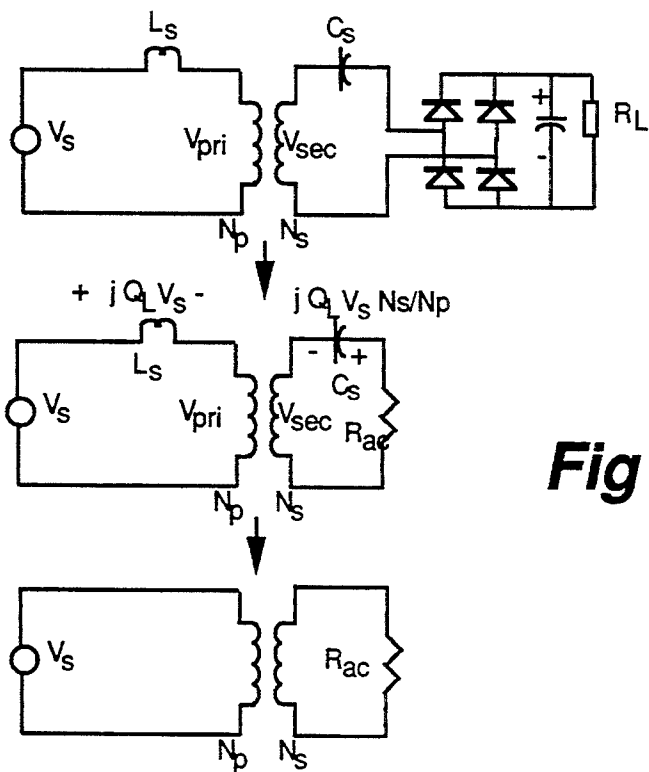 Ls
Cs
Vs
Vpri
Vsec
+
-
RL
Np
Ns
+ j QL Vs -
j QL Vs Ns/Np
Ls
- +
Cs
Vs
Vpri
Vsec
Rac
Fig
Np
Ns
Vs
Rac
Np
Ns